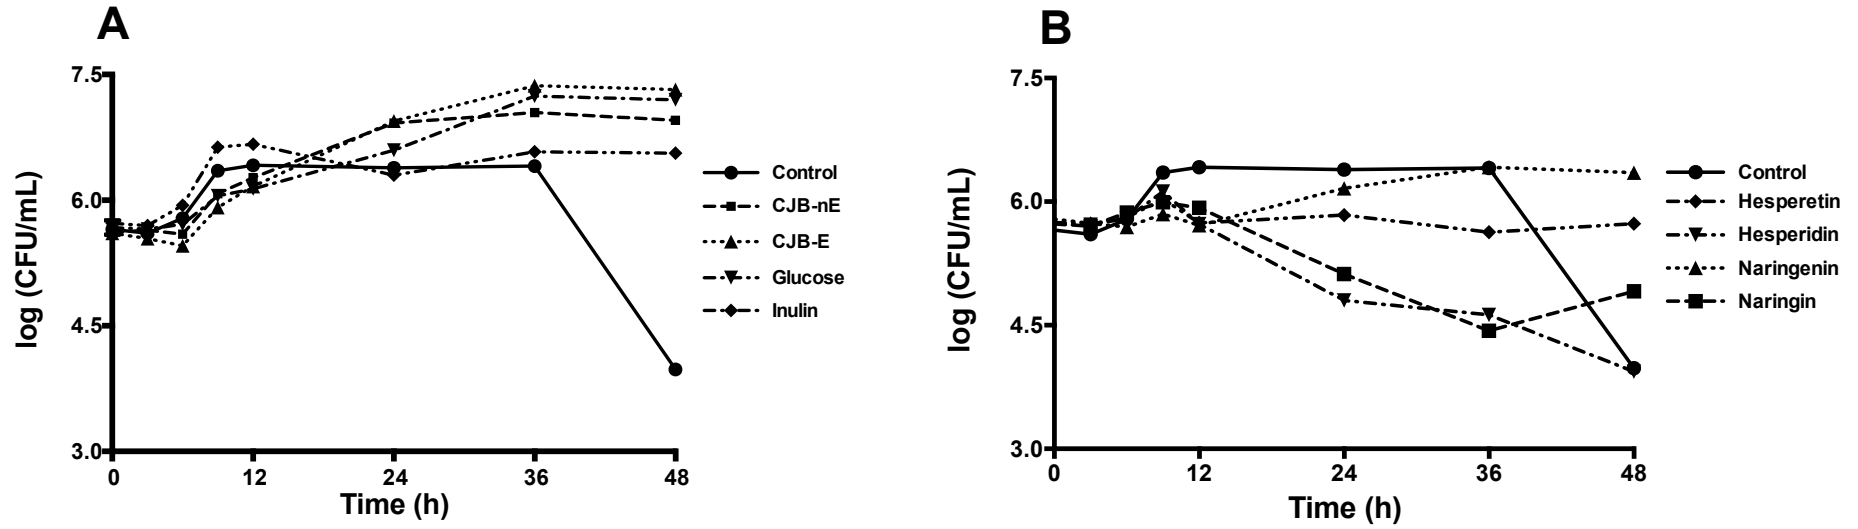 A
log (CFU/mL)
7.5
6.0
4.5
3.0
0 12 24 36 48
Time (h)
Control
CJB-nE
CJB-E
Glucose
Inulin
B
log (CFU/mL)
7.5
6.0
4.5
3.0
0 12 24 36 48
Time (h)
Control
Hesperetin
Hesperidin
Naringenin
Naringin